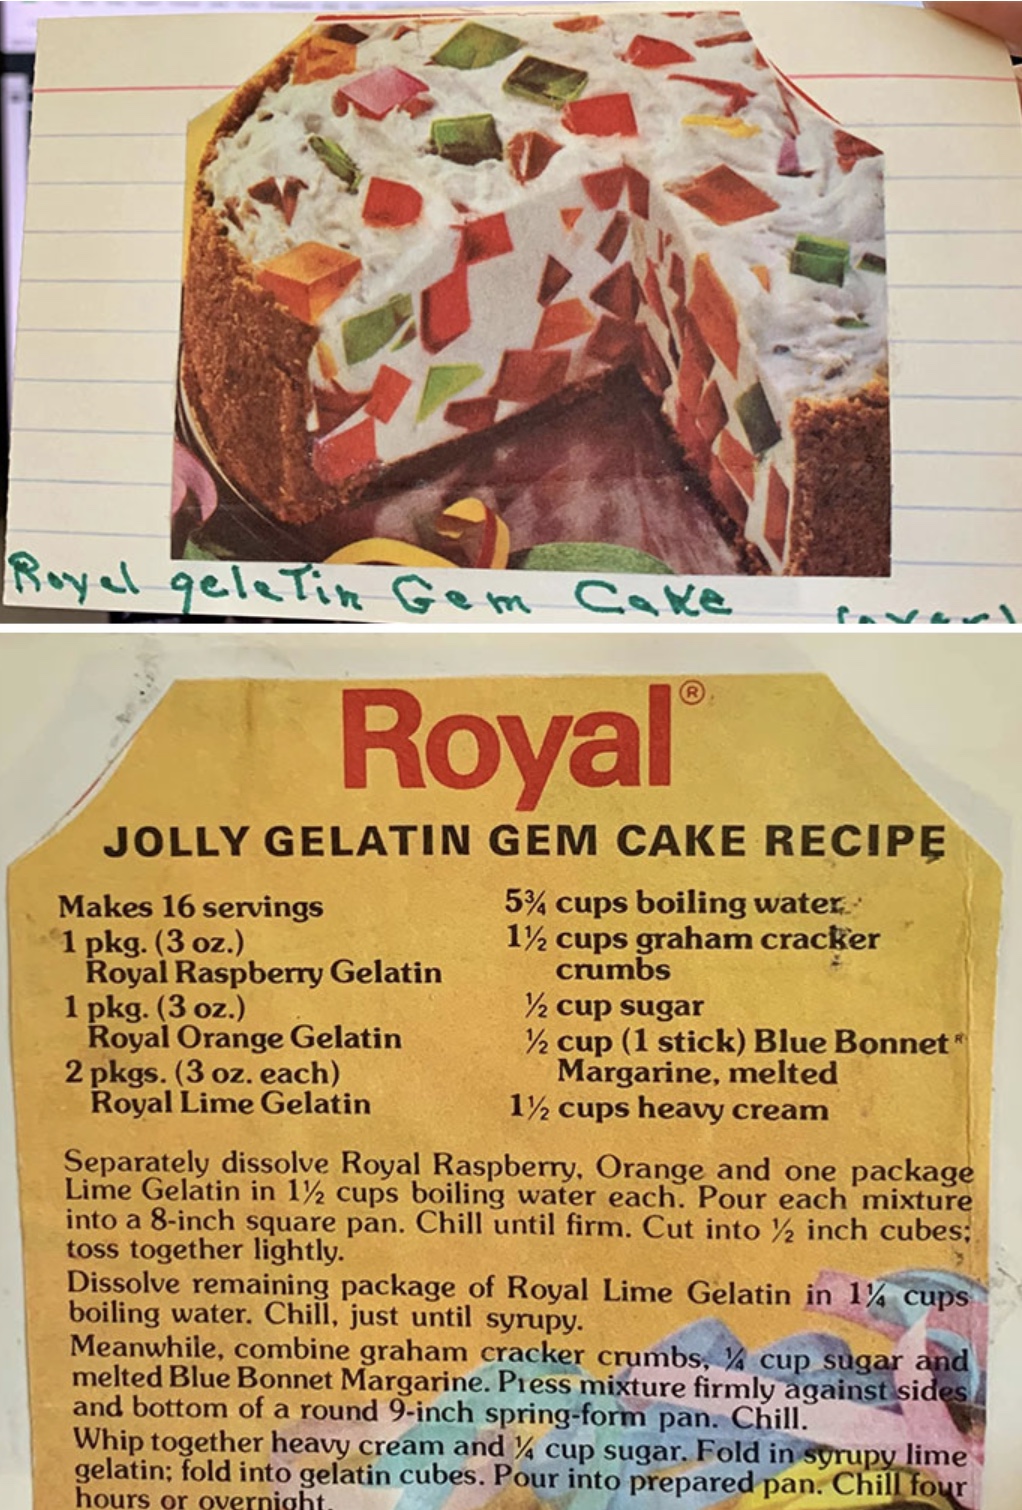 Royal gelatin Gem Cake (over)
Royal®
JOLLY GELATIN GEM CAKE RECIPE
Makes 16 servings
1 pkg. (3 oz.)
Royal Raspberry Gelatin
1 pkg. (3 oz.)
Royal Orange Gelatin
2 pkgs. (3 oz. each)
Royal Lime Gelatin
5¾ cups boiling water
1½ cups graham cracker
crumbs
½ cup sugar
½ cup (1 stick) Blue Bonnet®
Margarine, melted
1½ cups heavy cream
Separately dissolve Royal Raspberry, Orange and one package
Lime Gelatin in 1½ cups boiling water each. Pour each mixture
into a 8-inch square pan. Chill until firm. Cut into ½ inch cubes;
toss together lightly.
Dissolve remaining package of Royal Lime Gelatin in 1¼ cups
boiling water. Chill, just until syrupy.
Meanwhile, combine graham cracker crumbs, ¼ cup sugar and
melted Blue Bonnet Margarine. Press mixture firmly against sides
and bottom of a round 9-inch spring-form pan. Chill.
Whip together heavy cream and ¼ cup sugar. Fold in syrupy lime
gelatin; fold into gelatin cubes. Pour into prepared pan. Chill four
hours or overnight.